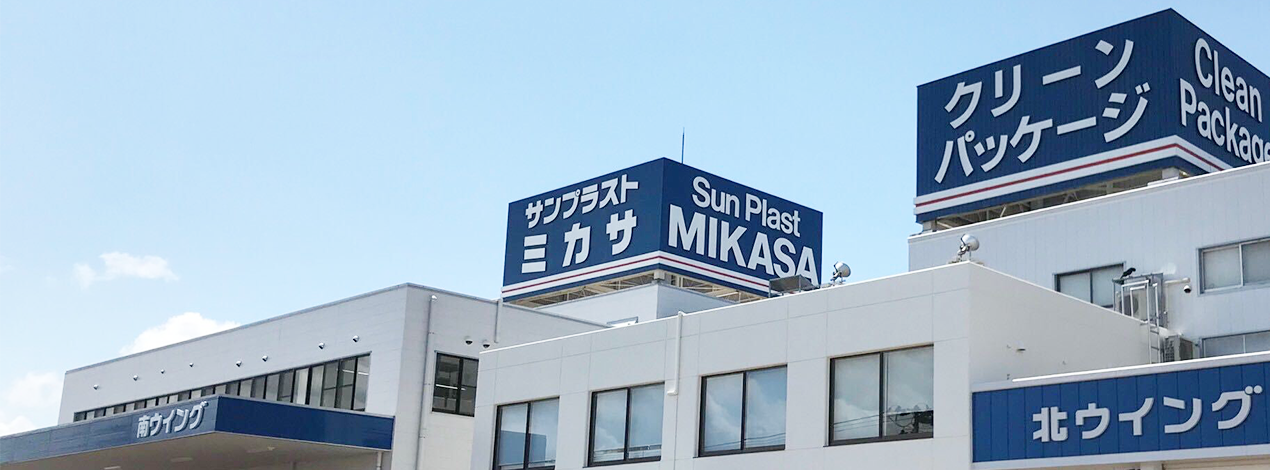 クリーン
パッケージ
Clean
Package
サンプラスト
ミカサ
Sun Plast
MIKASA
南ウイング
北ウイング